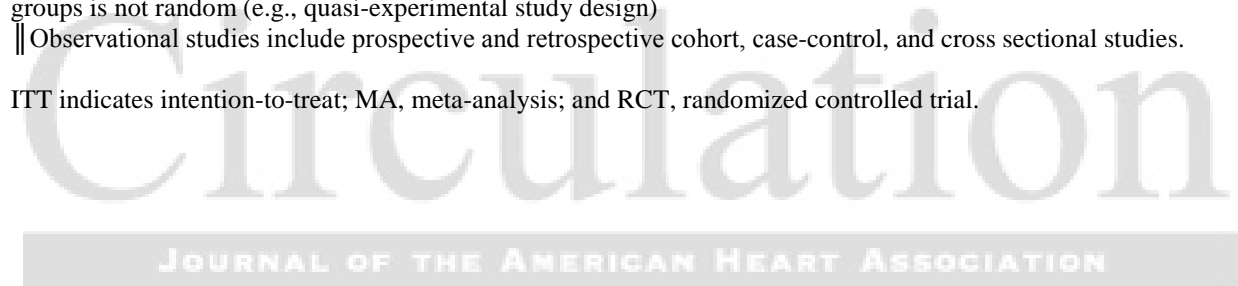 groups is not random (e.g., quasi-experimental study design)
║Observational studies include prospective and retrospective cohort, case-control, and cross sectional studies.
ITT indicates intention-to-treat; MA, meta-analysis; and RCT, randomized controlled trial.
Circulation
JOURNAL OF THE AMERICAN HEART ASSOCIATION